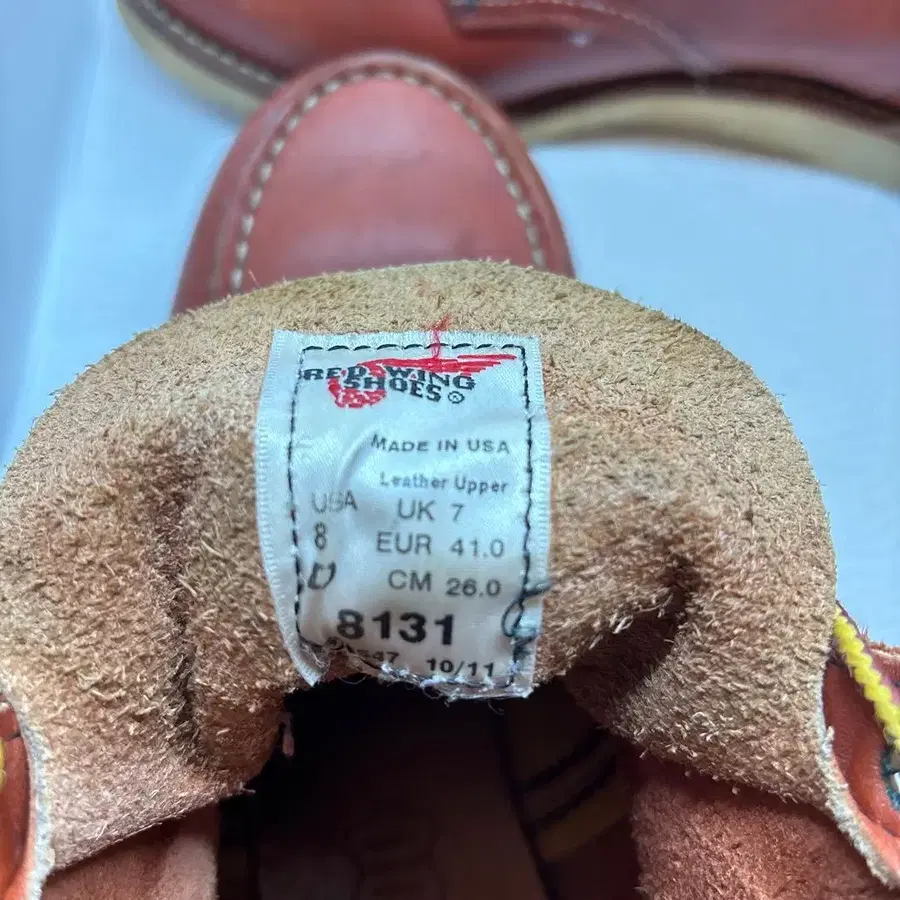 RED WING
SHOES®
MADE IN USA
Leather Upper
USA UK 7
8 EUR 41.0
D CM 26.0
8131
10/11